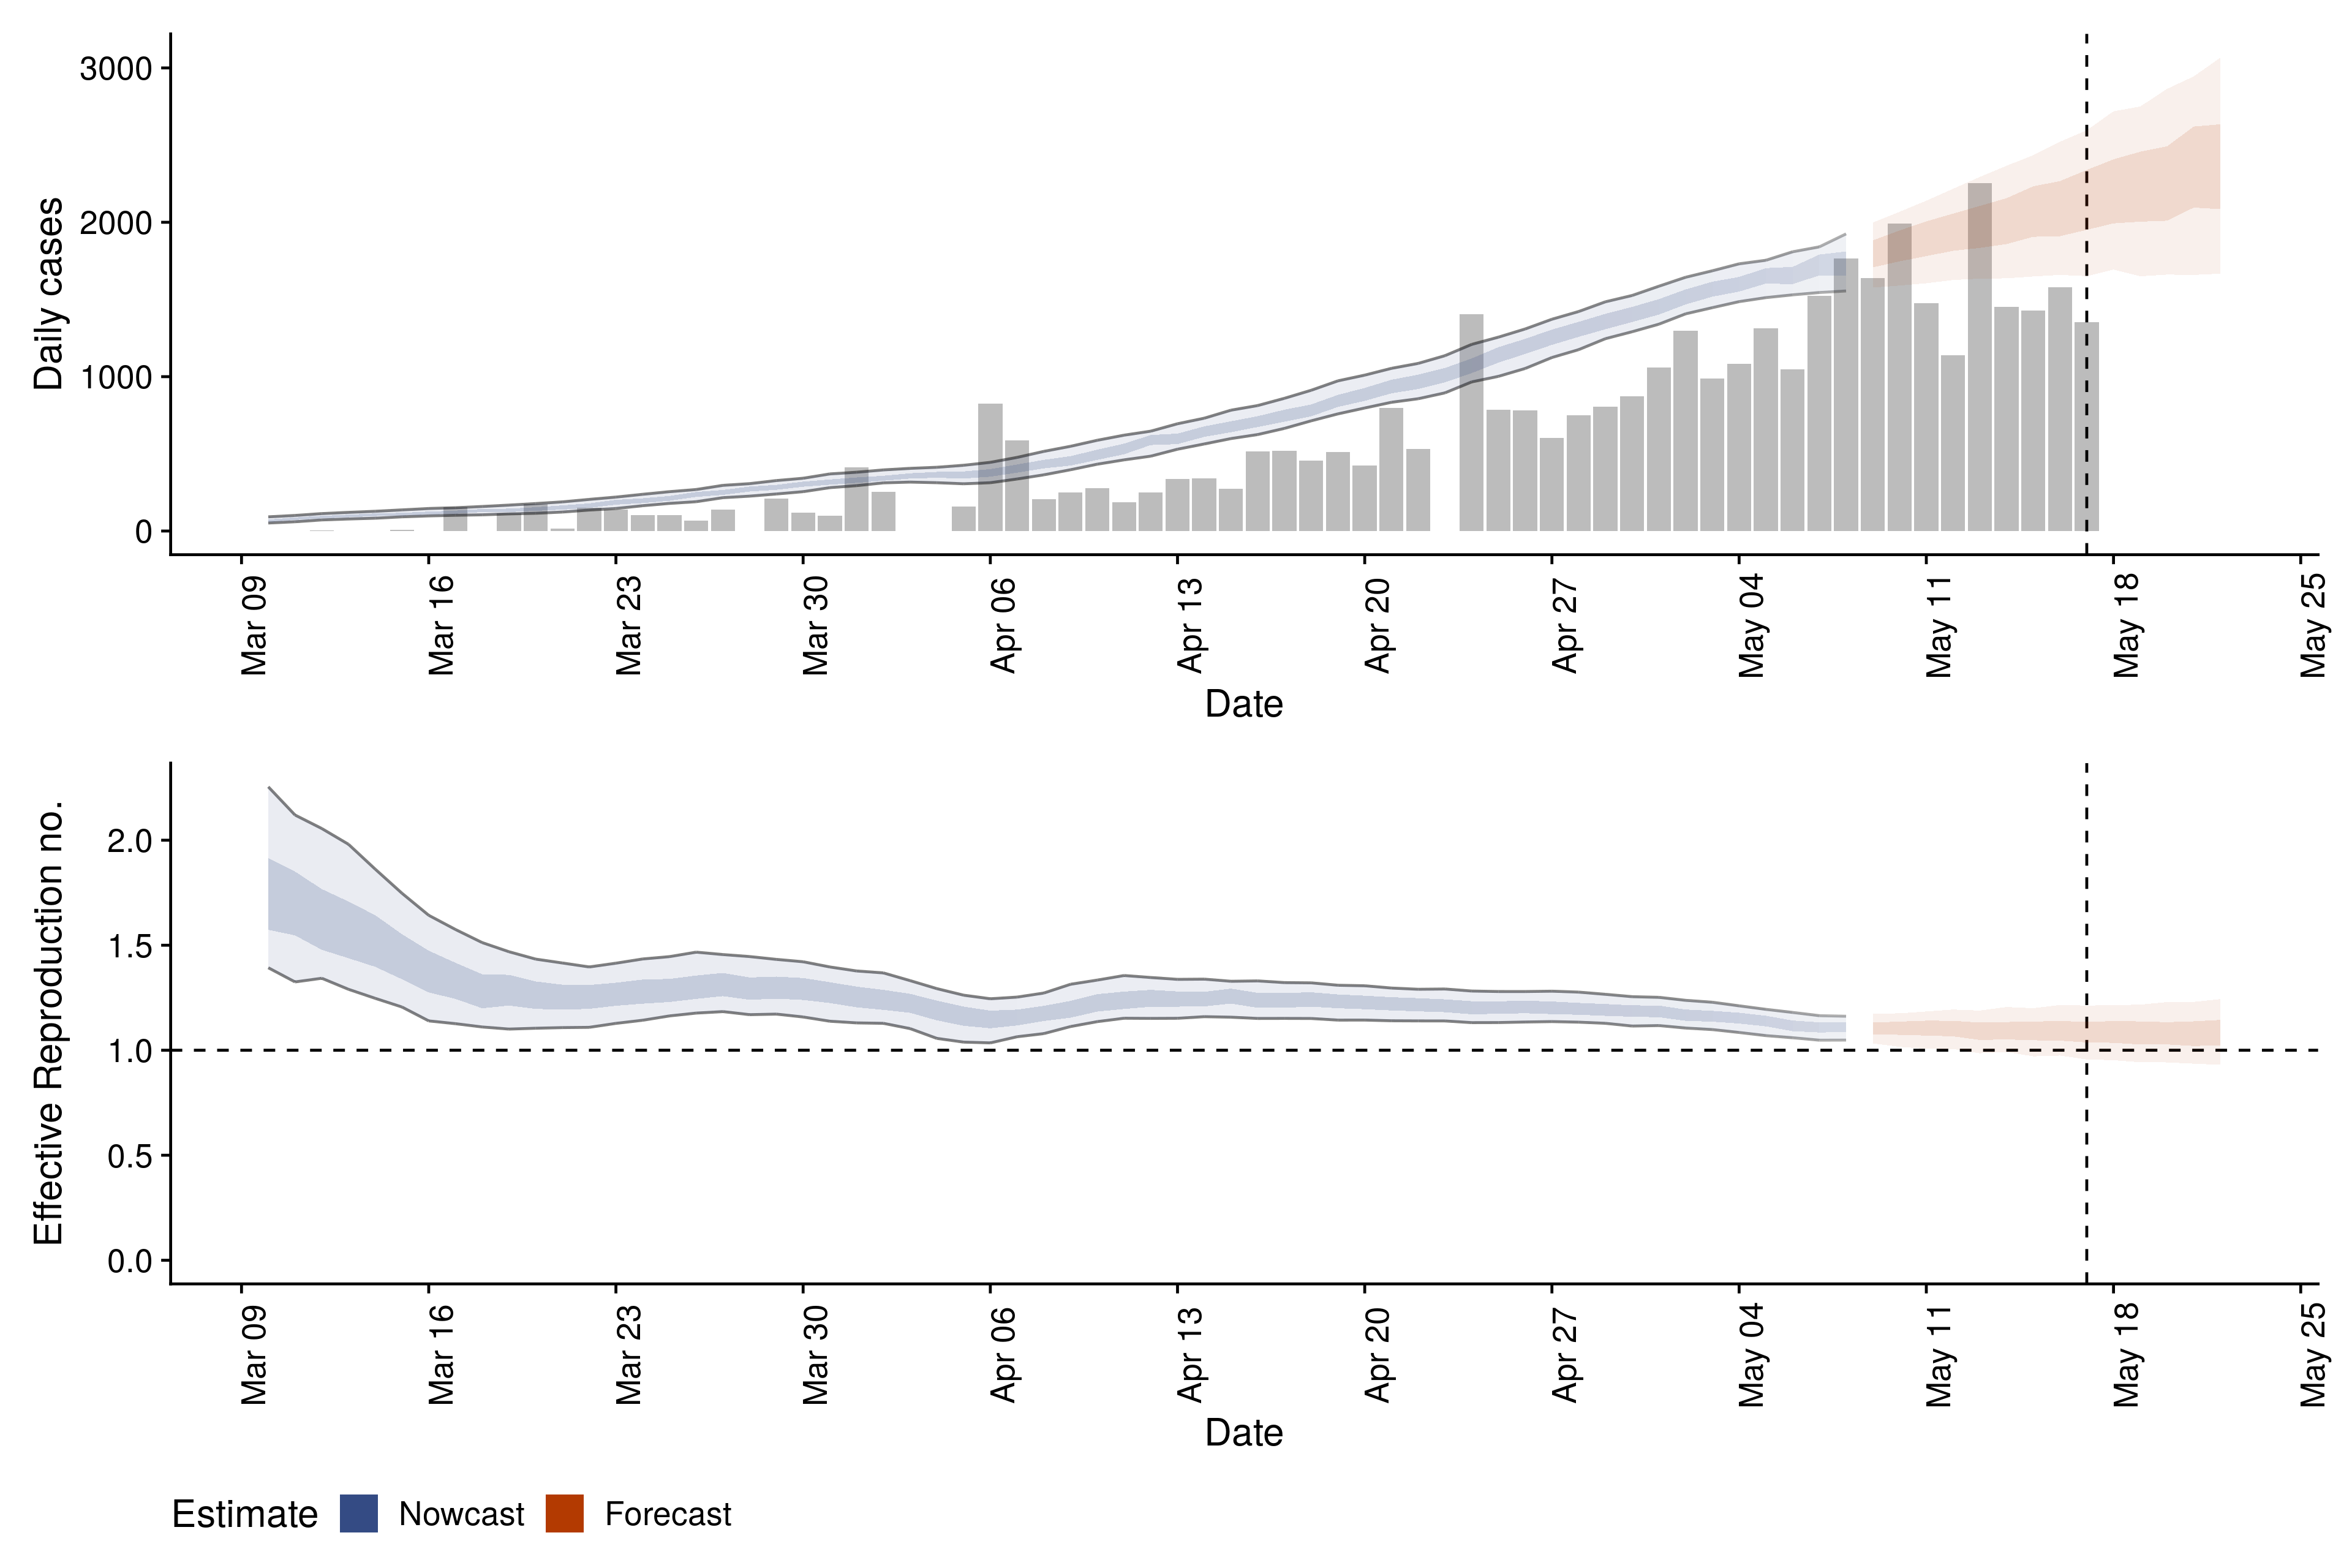 Daily cases
3000
2000
1000
0
Mar 09 Mar 16 Mar 23 Mar 30 Apr 06 Apr 13 Apr 20 Apr 27 May 04 May 11 May 18 May 25
Date
Effective Reproduction no.
2.0
1.5
1.0
0.5
0.0
Mar 09 Mar 16 Mar 23 Mar 30 Apr 06 Apr 13 Apr 20 Apr 27 May 04 May 11 May 18 May 25
Date
Estimate Nowcast Forecast